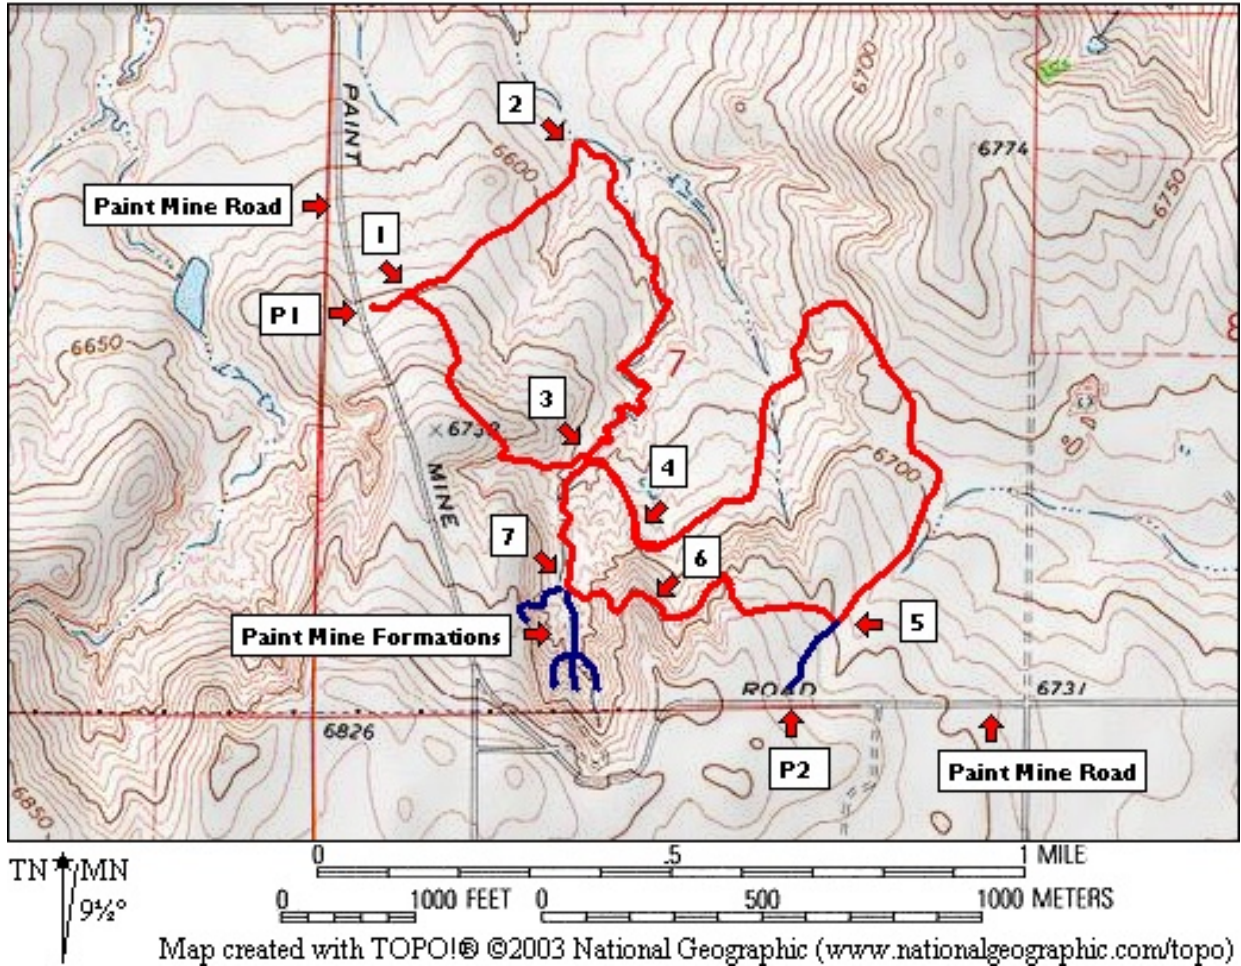 6700
2
PAINT
6600
6774
6750
Paint Mine Road
1
P1
6650
7
8
3
6739
4
6700
MINE
7
6
5
Paint Mine Formations
ROAD
6731
6826
P2
Paint Mine Road
6850
TN MN
9½°
0 .5 1 MILE
0 1000 FEET 0 500 1000 METERS
Map created with TOPO!® ©2003 National Geographic (www.nationalgeographic.com/topo)